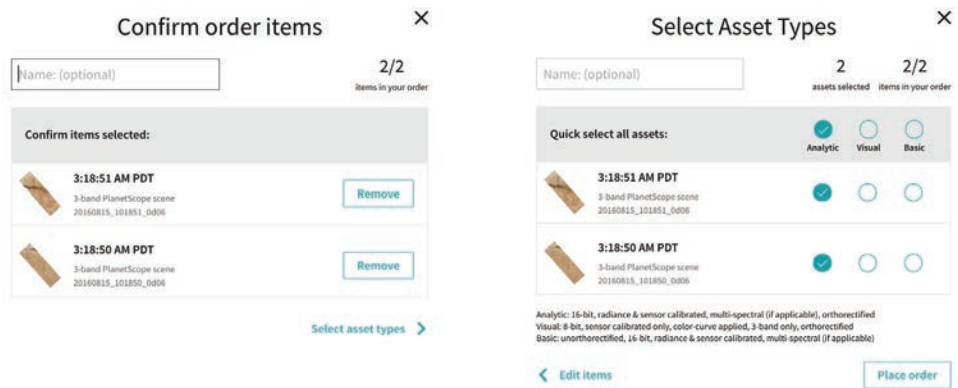 Confirm order items
Name: (optional)
2/2
items in your order
Confirm items selected:
3:18:51 AM PDT
3-band PlanetScope scene
20160815_101851_0d06
Remove
3:18:50 AM PDT
3-band PlanetScope scene
20160815_101850_0d06
Remove
Select asset types
Select Asset Types
Name: (optional)
2
assets selected
2/2
items in your order
Quick select all assets:
Analytic
Visual
Basic
3:18:51 AM PDT
3-band PlanetScope scene
20160815_101851_0d06
3:18:50 AM PDT
3-band PlanetScope scene
20160815_101850_0d06
Analytic: 16-bit, radiance & sensor calibrated, multi-spectral (if applicable), orthorectified
Visual: 8-bit, sensor calibrated only, color-curve applied, 3-band only, orthorectified
Basic: unorthorectified, 16-bit, radiance & sensor calibrated, multi-spectral (if applicable)
Edit items
Place order